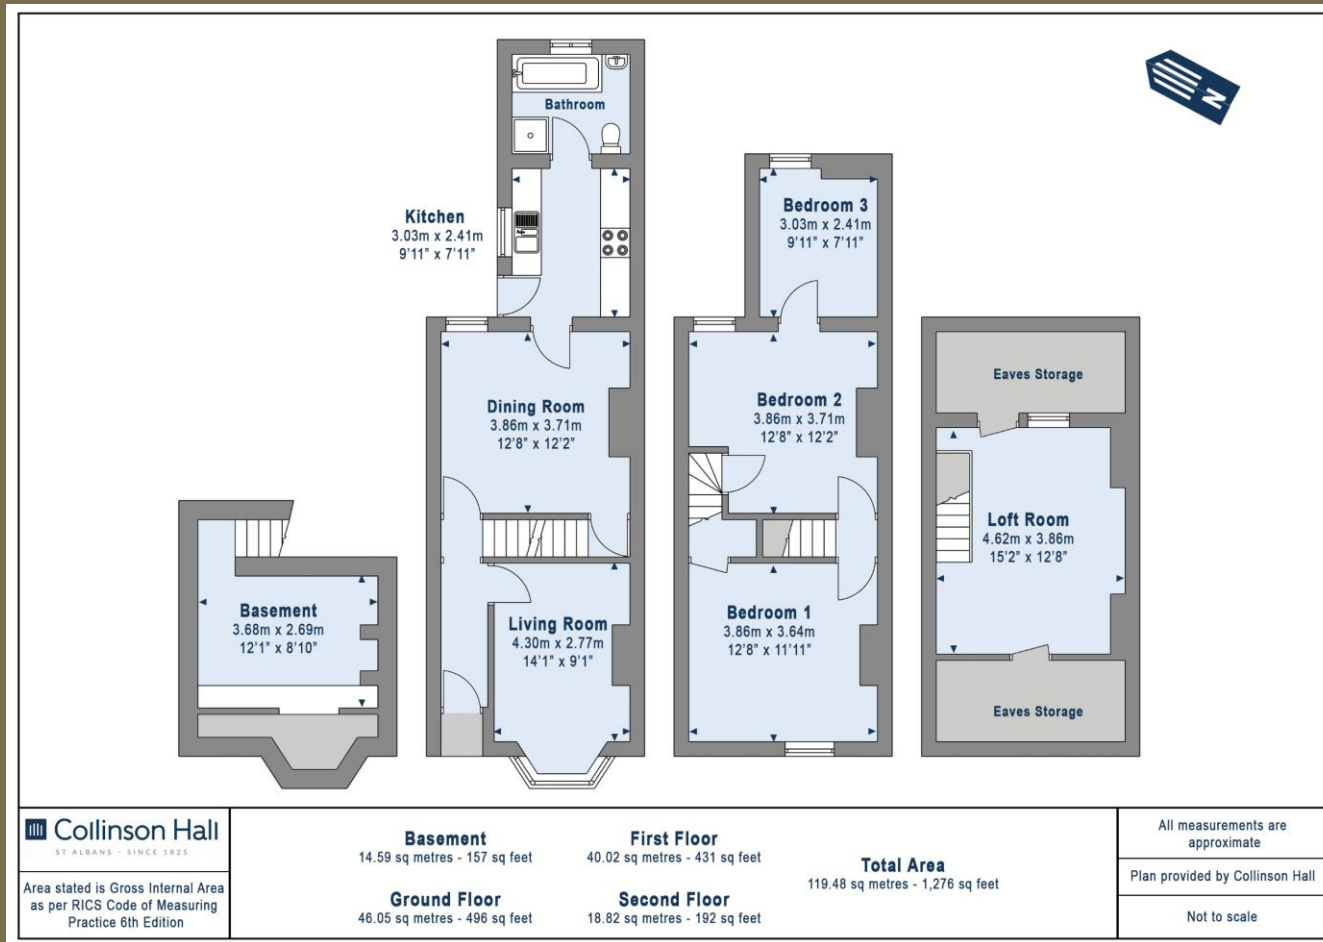 N
Bathroom
Kitchen
3.03m x 2.41m
9'11" x 7'11"
Bedroom 3
3.03m x 2.41m
9'11" x 7'11"
Dining Room
3.86m x 3.71m
12'8" x 12'2"
Bedroom 2
3.86m x 3.71m
12'8" x 12'2"
Eaves Storage
Loft Room
4.62m x 3.86m
15'2" x 12'8"
Basement
3.68m x 2.69m
12'1" x 8'10"
Living Room
4.30m x 2.77m
14'1" x 9'1"
Bedroom 1
3.86m x 3.64m
12'8" x 11'11"
Eaves Storage
Collinson Hall
ST ALBANS - SINCE 1825
Area stated is Gross Internal Area
as per RICS Code of Measuring
Practice 6th Edition
Basement
14.59 sq metres - 157 sq feet
Ground Floor
46.05 sq metres - 496 sq feet
First Floor
40.02 sq metres - 431 sq feet
Second Floor
18.82 sq metres - 192 sq feet
Total Area
119.48 sq metres - 1,276 sq feet
All measurements are
approximate
Plan provided by Collinson Hall
Not to scale